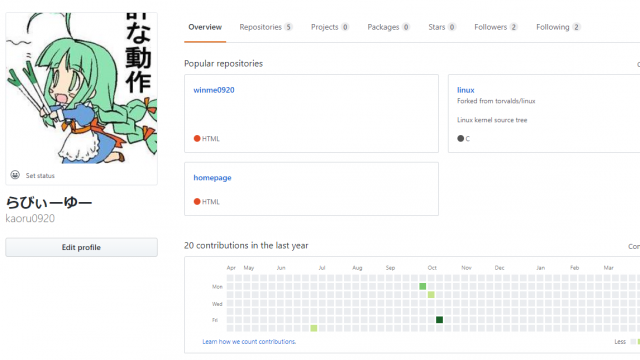 な動作
Set status
らびぃーゆー
kaoru0920
Edit profile
Overview Repositories 5 Projects 0 Packages 0 Stars 0 Followers 2 Following 2
Popular repositories
winme0920
HTML
linux
Forked from torvalds/linux
Linux kernel source tree
C
homepage
HTML
20 contributions in the last year
Apr May Jun Jul Aug Sep Oct Nov Dec Jan Feb Mar
Mon
Wed
Fri
Learn how we count contributions.
Less